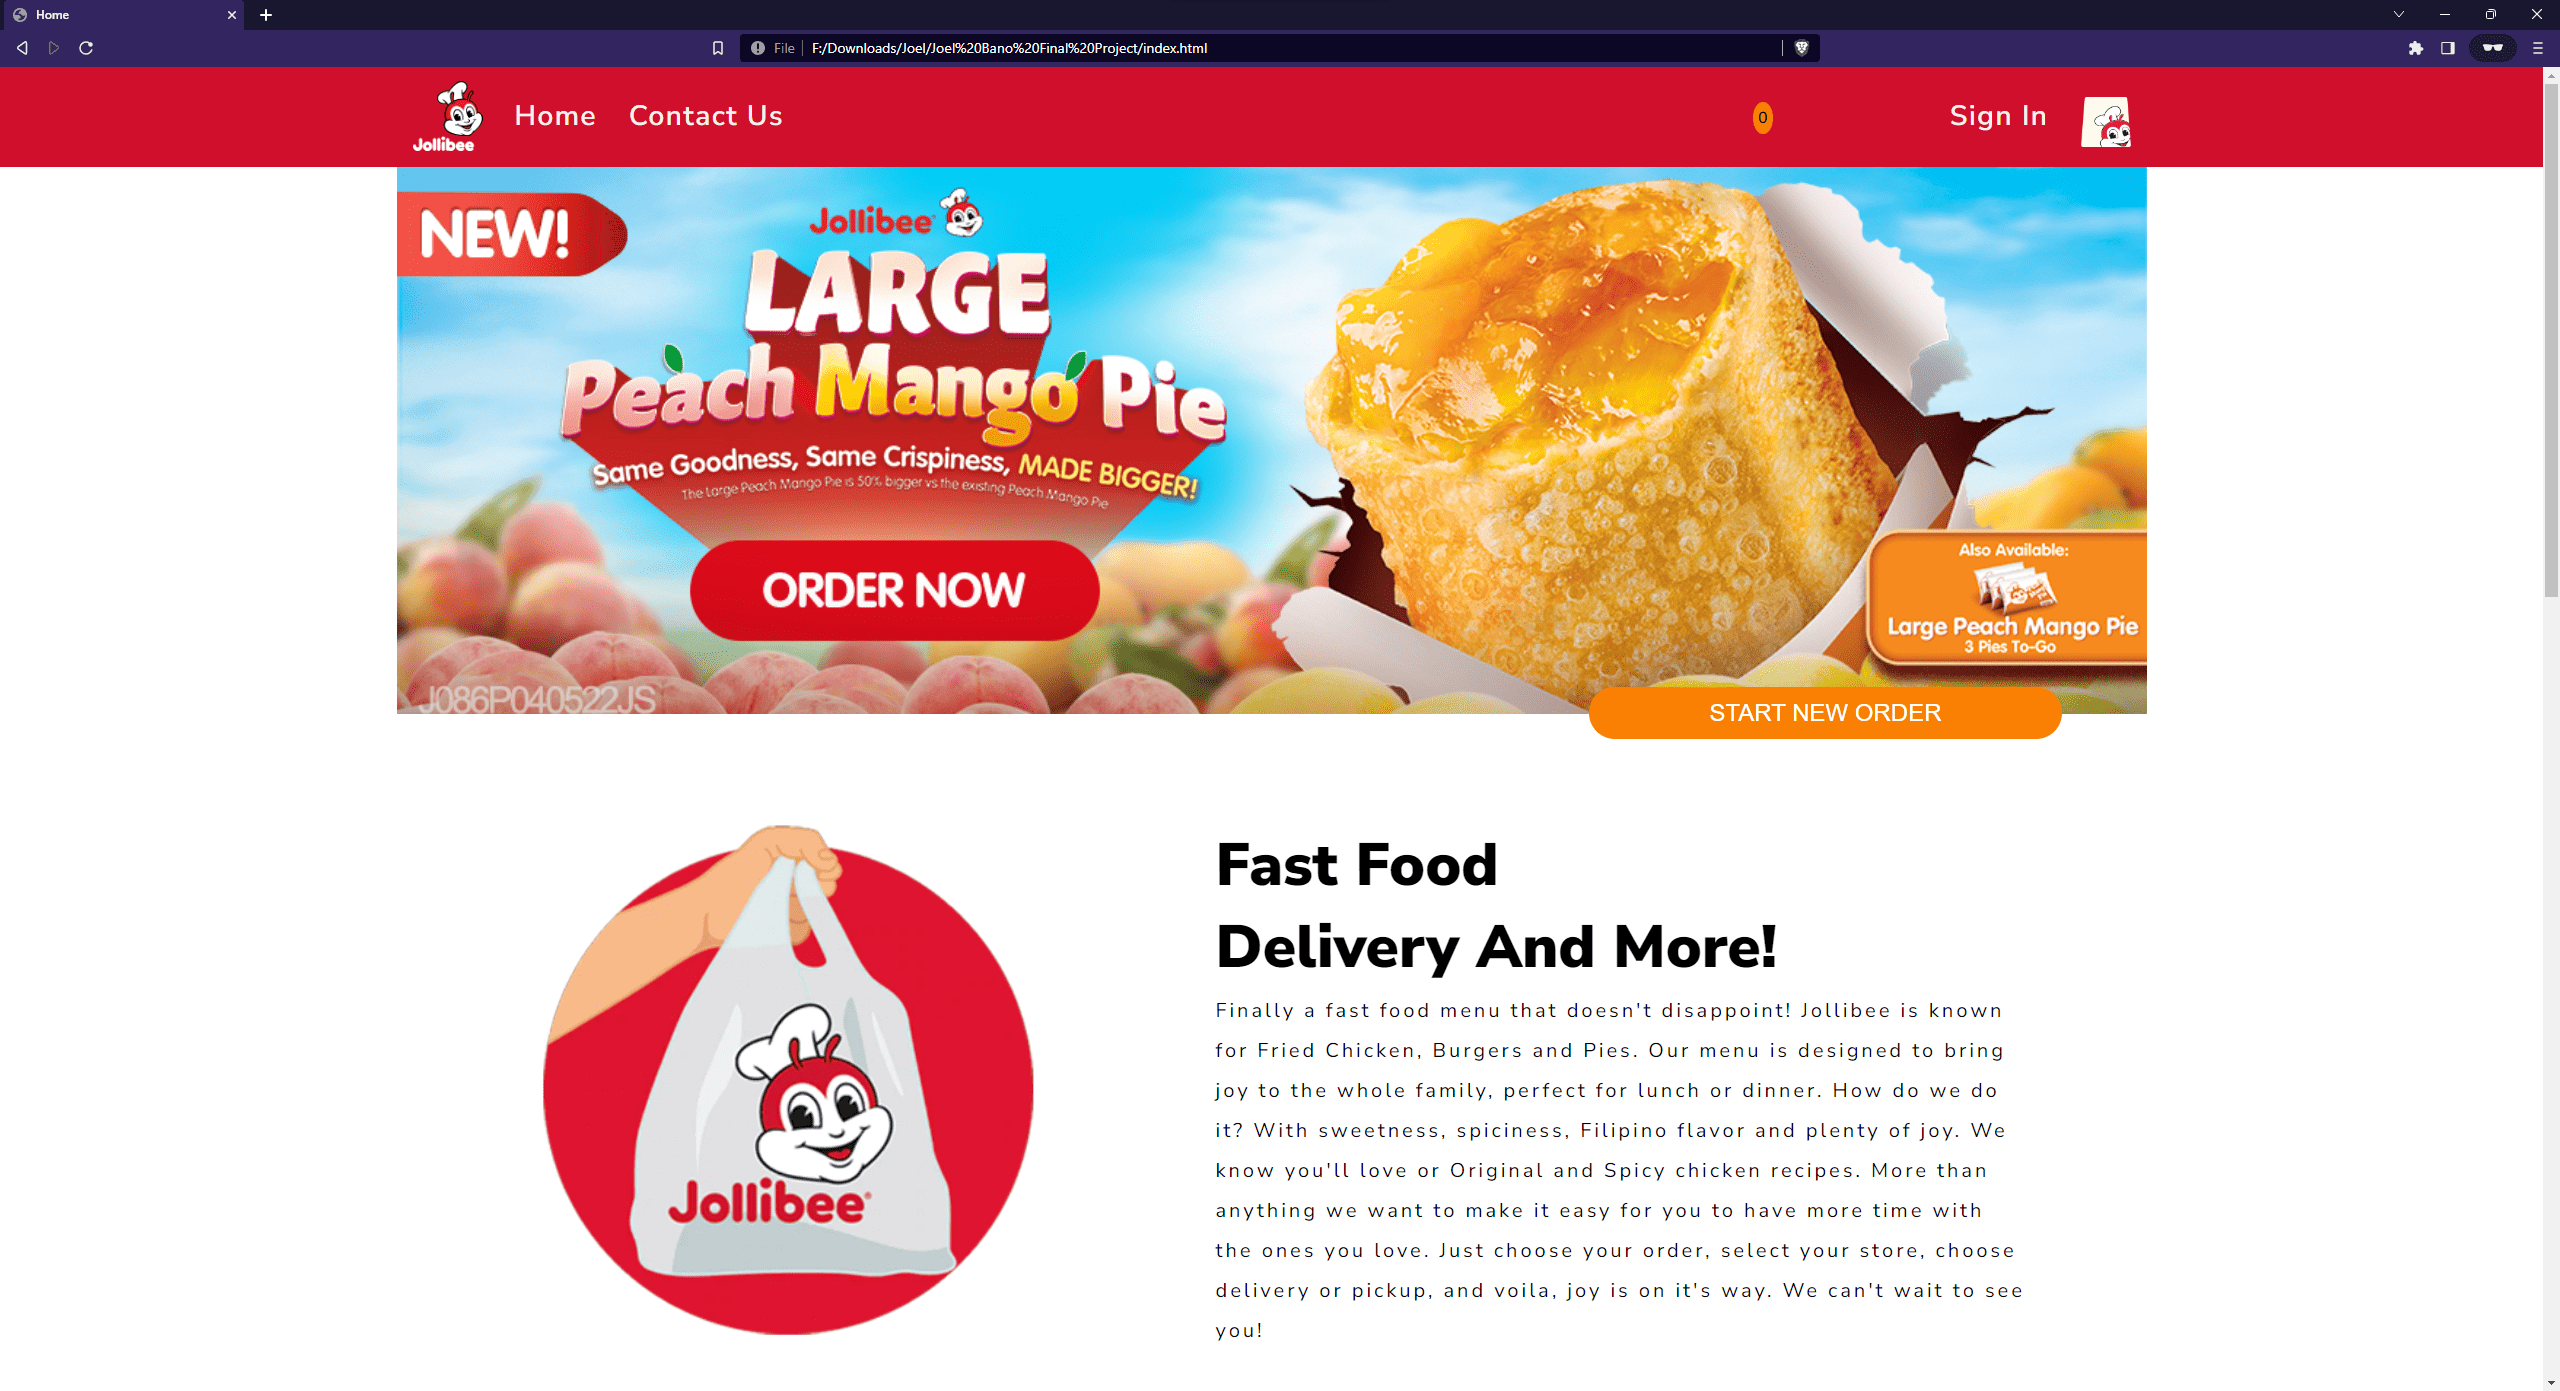 Home
File
F:/Downloads/Joel/Joel%20Bano%20Final%20Project/index.html
Jollibee
Home
Contact Us
0
Sign In
NEW!
Jollibee
LARGE
Peach Mango Pie
Same Goodness, Same Crispiness, MADE BIGGER!
The Large Peach Mango Pie is 50% bigger vs the existing Peach Mango Pie
ORDER NOW
Also Available:
Large Peach Mango Pie
3 Pies To-Go
J086P040522JS
START NEW ORDER
Fast Food
Delivery And More!
Finally a fast food menu that doesn't disappoint! Jollibee is known
for Fried Chicken, Burgers and Pies. Our menu is designed to bring
joy to the whole family, perfect for lunch or dinner. How do we do
it? With sweetness, spiciness, Filipino flavor and plenty of joy. We
know you'll love or Original and Spicy chicken recipes. More than
anything we want to make it easy for you to have more time with
the ones you love. Just choose your order, select your store, choose
delivery or pickup, and voila, joy is on it's way. We can't wait to see
you!
Jollibee